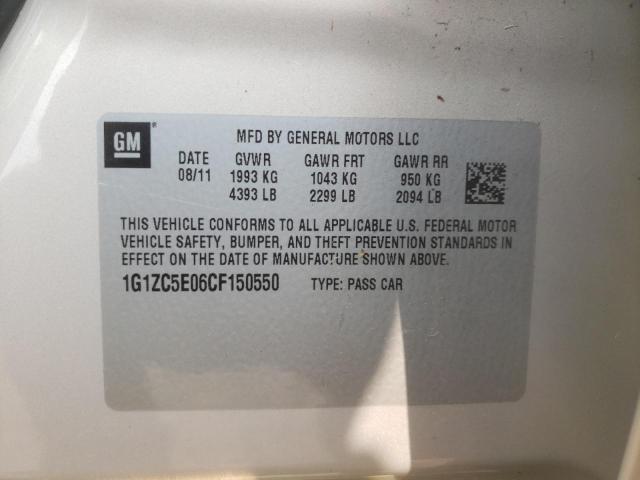 GM ®
MFD BY GENERAL MOTORS LLC
DATE GVWR GAWR FRT GAWR RR
08/11 1993 KG 1043 KG 950 KG
4393 LB 2299 LB 2094 LB
THIS VEHICLE CONFORMS TO ALL APPLICABLE U.S. FEDERAL MOTOR
VEHICLE SAFETY, BUMPER, AND THEFT PREVENTION STANDARDS IN
EFFECT ON THE DATE OF MANUFACTURE SHOWN ABOVE.
1G1ZC5E06CF150550 TYPE: PASS CAR